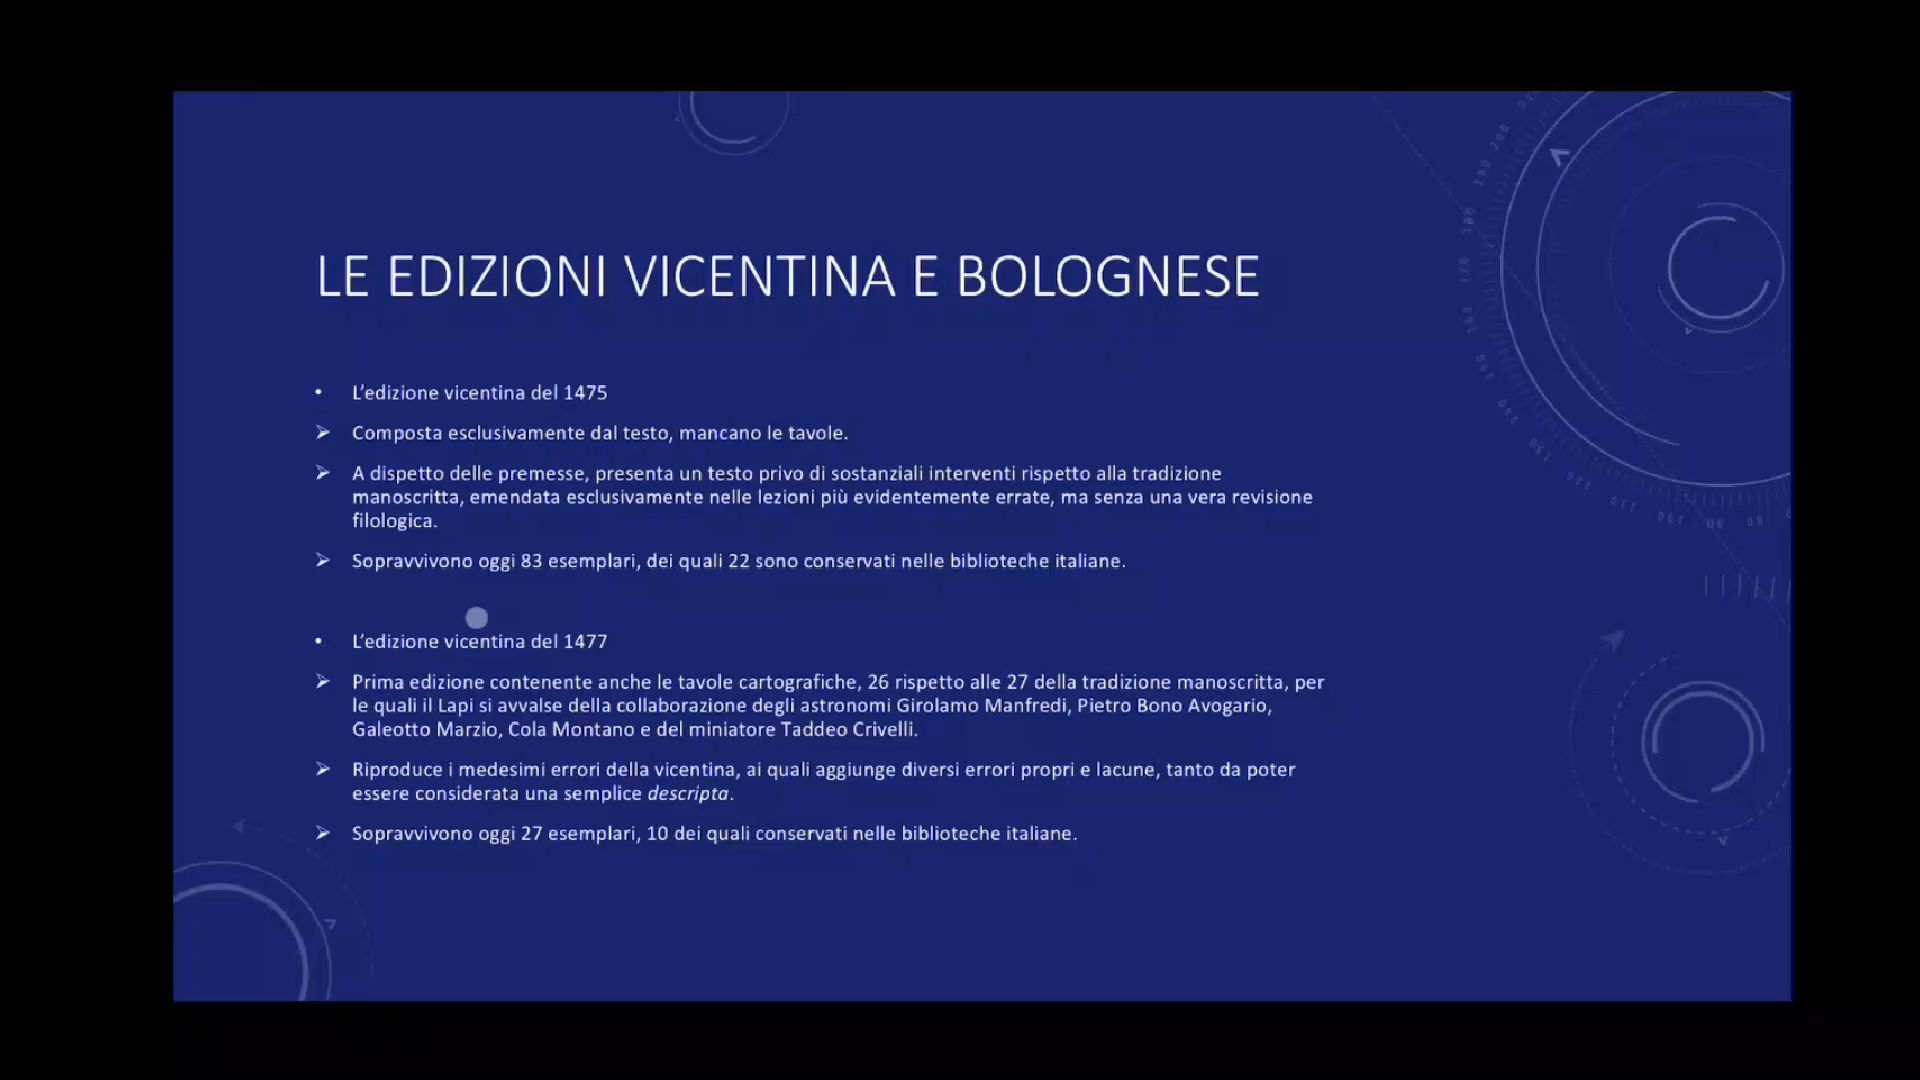 LE EDIZIONI VICENTINA E BOLOGNESE
• L'edizione vicentina del 1475
➢ Composta esclusivamente dal testo, mancano le tavole.
➢ A dispetto delle premesse, presenta un testo privo di sostanziali interventi rispetto alla tradizione
manoscritta, emendata esclusivamente nelle lezioni più evidentemente errate, ma senza una vera revisione
filologica.
➢ Sopravvivono oggi 83 esemplari, dei quali 22 sono conservati nelle biblioteche italiane.
• L'edizione vicentina del 1477
➢ Prima edizione contenente anche le tavole cartografiche, 26 rispetto alle 27 della tradizione manoscritta, per
le quali il Lapi si avvalse della collaborazione degli astronomi Girolamo Manfredi, Pietro Bono Avogario,
Galeotto Marzio, Cola Montano e del miniatore Taddeo Crivelli.
➢ Riproduce i medesimi errori della vicentina, ai quali aggiunge diversi errori propri e lacune, tanto da poter
essere considerata una semplice descripta.
➢ Sopravvivono oggi 27 esemplari, 10 dei quali conservati nelle biblioteche italiane.